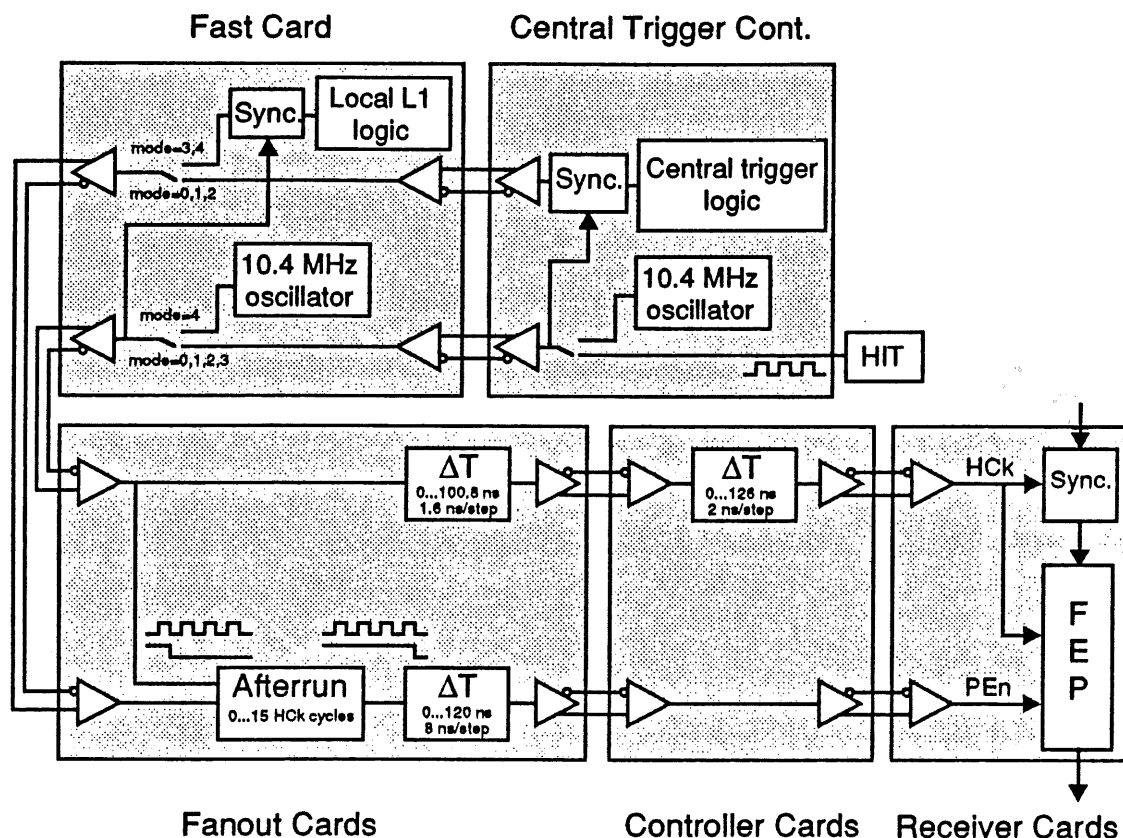 Fast Card
Central Trigger Cont.
Sync.
Local L1
logic
mode=3,4
mode=0,1,2
Sync.
Central trigger
logic
10.4 MHz
oscillator
mode=4
mode=0,1,2,3
10.4 MHz
oscillator
HIT
ΔT
0...100.8 ns
1.6 ns/step
ΔT
0...126 ns
2 ns/step
HCk
Sync.
Afterrun
0...15 HCk cycles
ΔT
0...120 ns
8 ns/step
PEn
F
E
P
Fanout Cards
Controller Cards
Receiver Cards